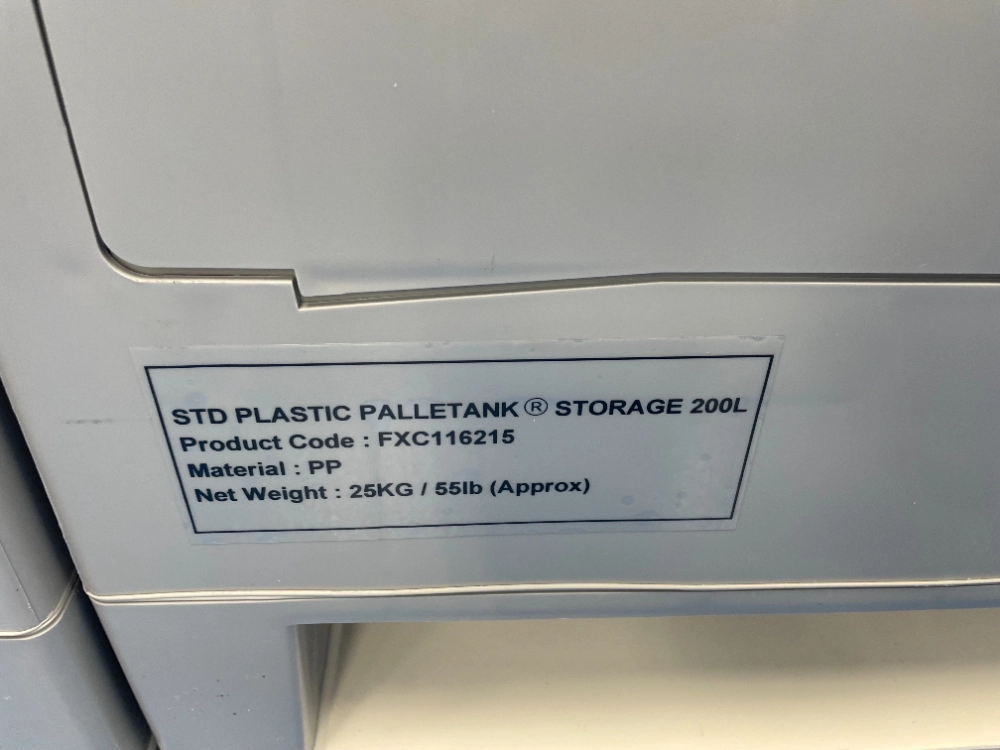 STD PLASTIC PALLETANK® STORAGE 200L
Product Code : FXC116215
Material : PP
Net Weight : 25KG / 55lb (Approx)